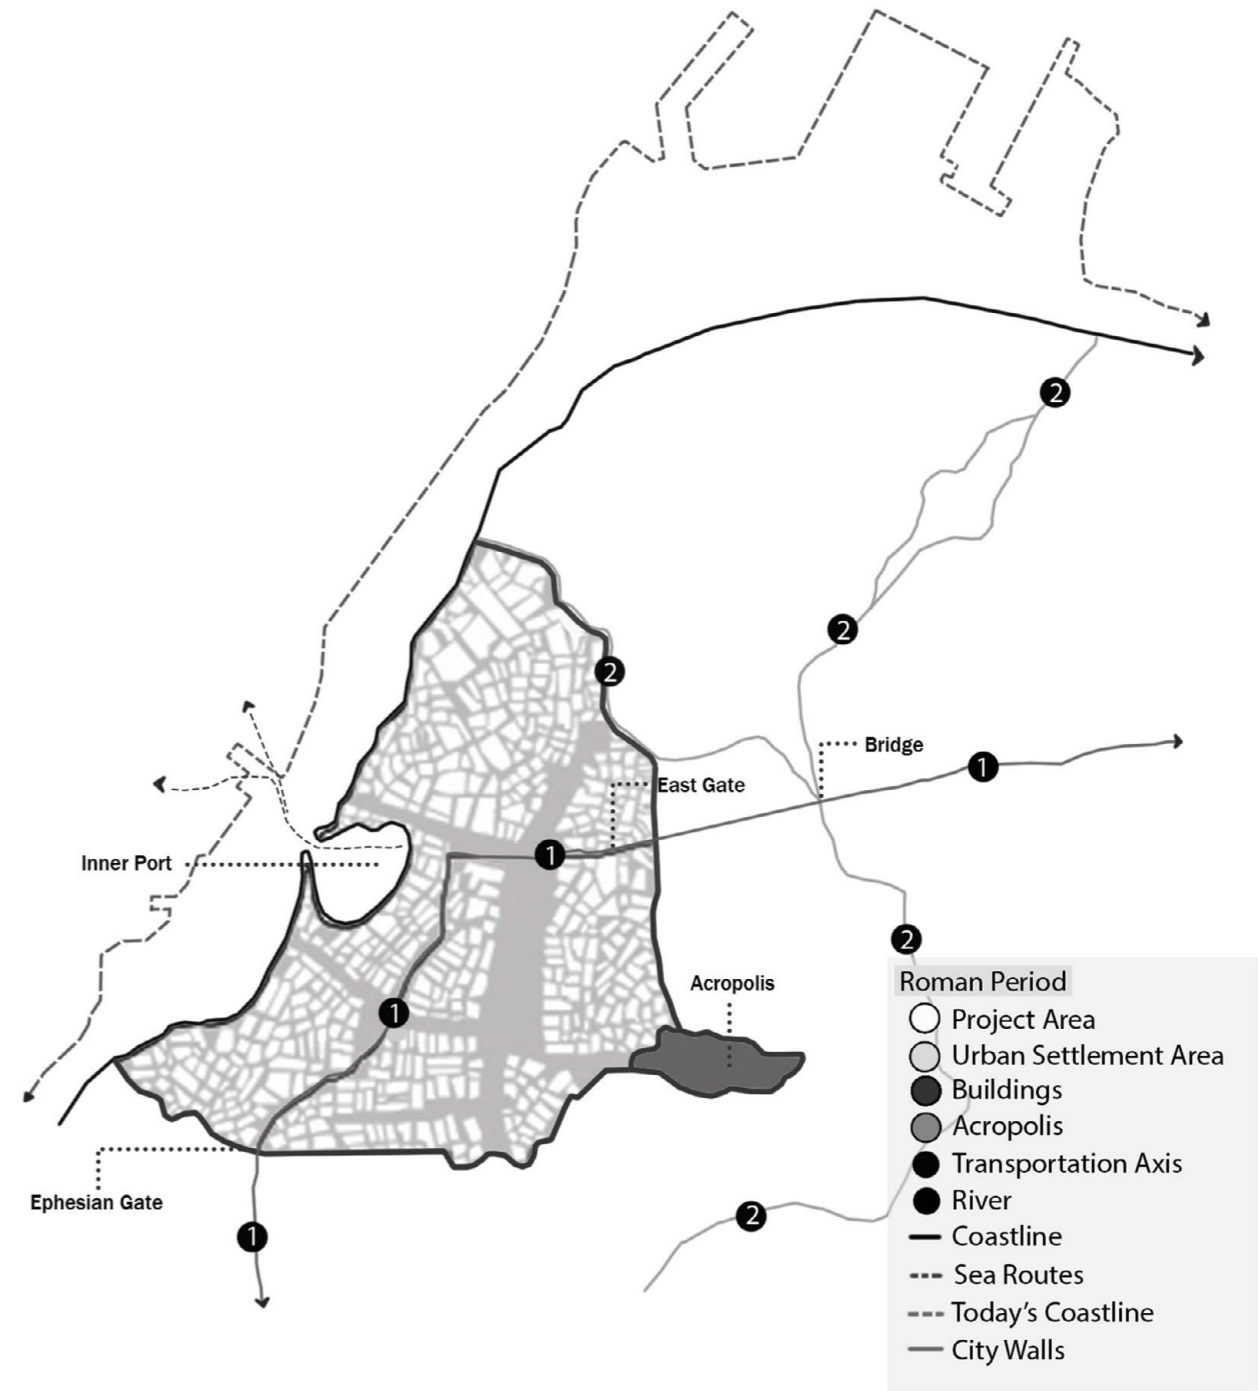 2
2
2
Bridge
1
East Gate
1
Inner Port
2
Acropolis
1
Ephesian Gate
1
2
Roman Period
Project Area
Urban Settlement Area
Buildings
Acropolis
Transportation Axis
River
Coastline
Sea Routes
Today's Coastline
City Walls